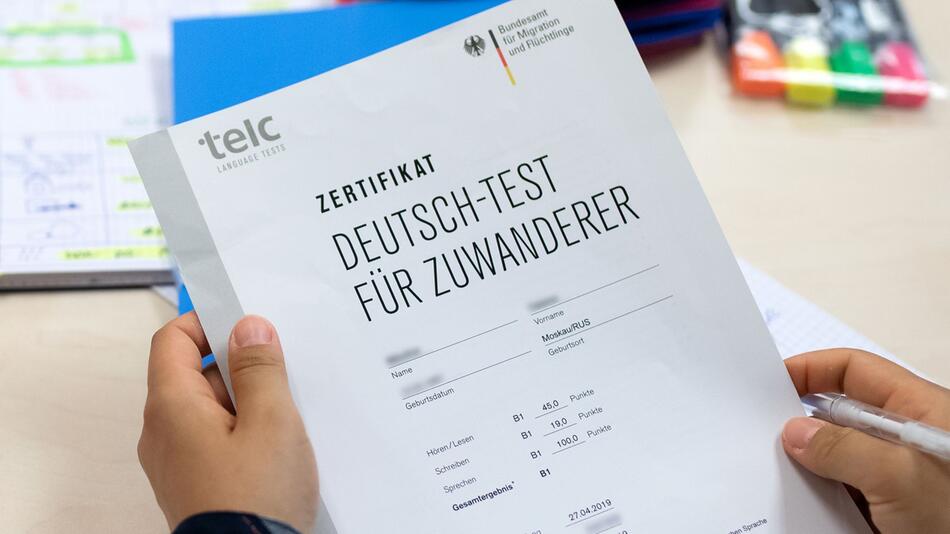 Bundesamt
für Migration
und Flüchtlinge
telc
LANGUAGE TESTS
ZERTIFIKAT
DEUTSCH-TEST
FÜR ZUWANDERER
Name
Vorname
Moskau/RUS
Geburtsdatum
Geburtsort
Hören/Lesen B1 45,0 Punkte
Schreiben B1 19,0 Punkte
Sprechen B1 100,0 Punkte
Gesamtergebnis* B1
27.04.2019